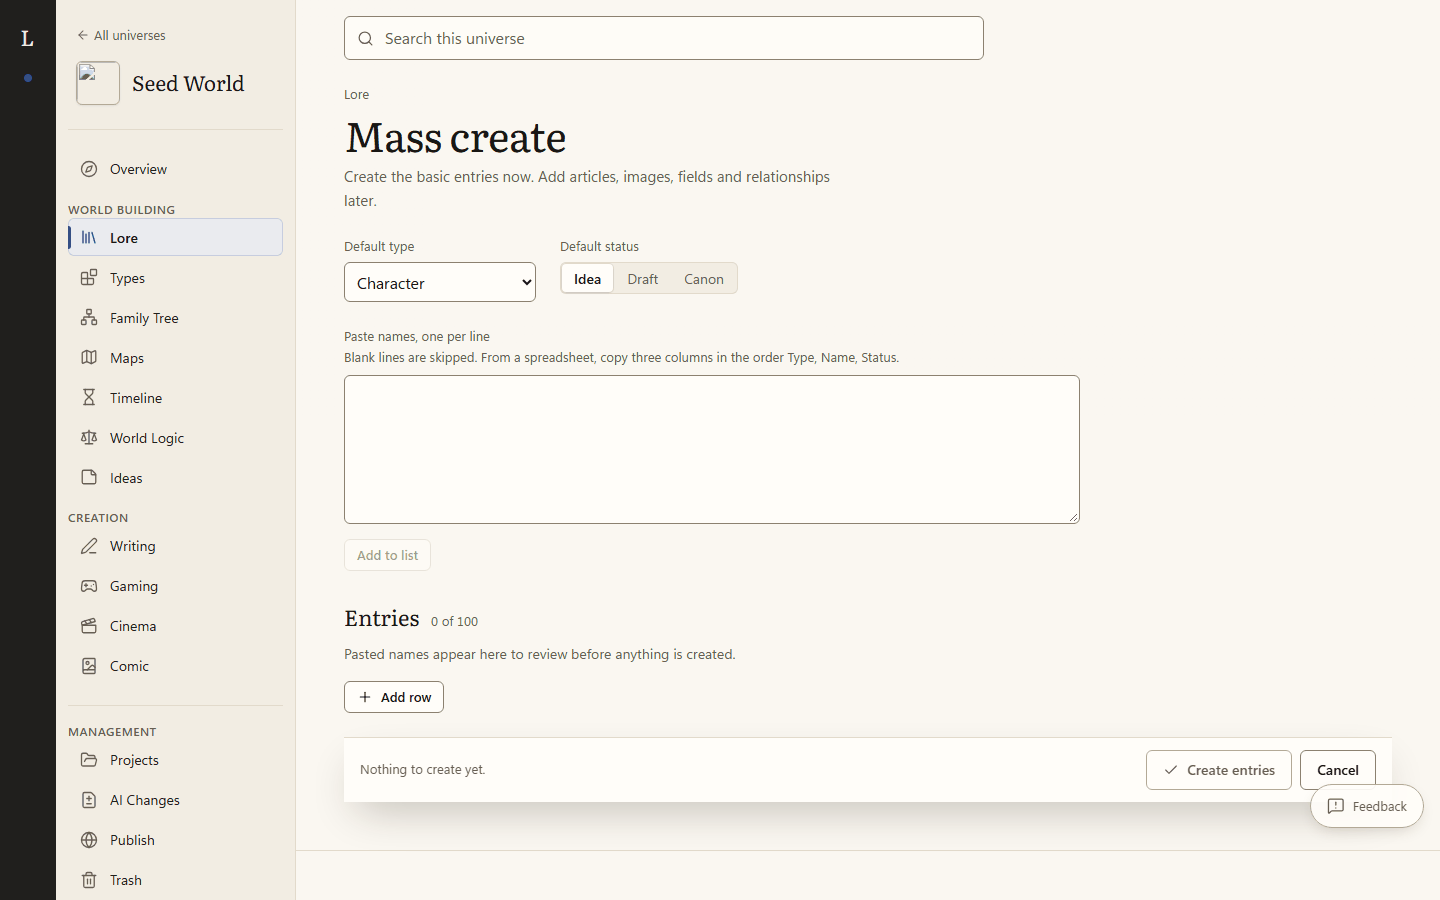 L
All universes
Seed World
Overview
WORLD BUILDING
Lore
Types
Family Tree
Maps
Timeline
World Logic
Ideas
CREATION
Writing
Gaming
Cinema
Comic
MANAGEMENT
Projects
AI Changes
Publish
Trash
Search this universe
Lore
Mass create
Create the basic entries now. Add articles, images, fields and relationships
later.
Default type
Default status
Character
Idea Draft Canon
Paste names, one per line
Blank lines are skipped. From a spreadsheet, copy three columns in the order Type, Name, Status.
Add to list
Entries 0 of 100
Pasted names appear here to review before anything is created.
Add row
Nothing to create yet.
Create entries
Cancel
Feedback